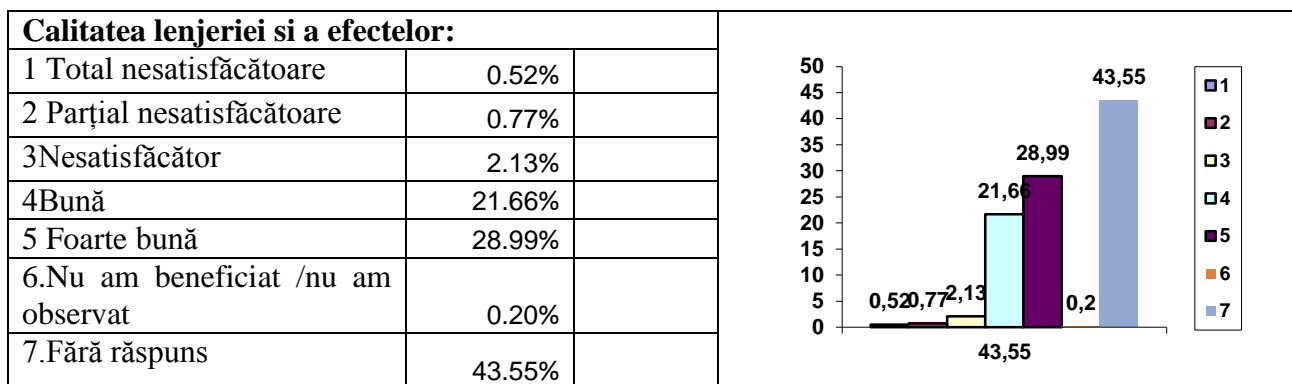 Calitatea lenjeriei si a efectelor:
1 Total nesatisfăcătoare 0.52%
2 Parțial nesatisfăcătoare 0.77%
3Nesatisfăcător 2.13%
4Bună 21.66%
5 Foarte bună 28.99%
6.Nu am beneficiat /nu am
observat 0.20%
7.Fără răspuns 43.55%
50
45
40
35
30
25
20
15
10
5
0
0,52
0,77
2,13
21,66
28,99
0,2
43,55
43,55
1
2
3
4
5
6
7